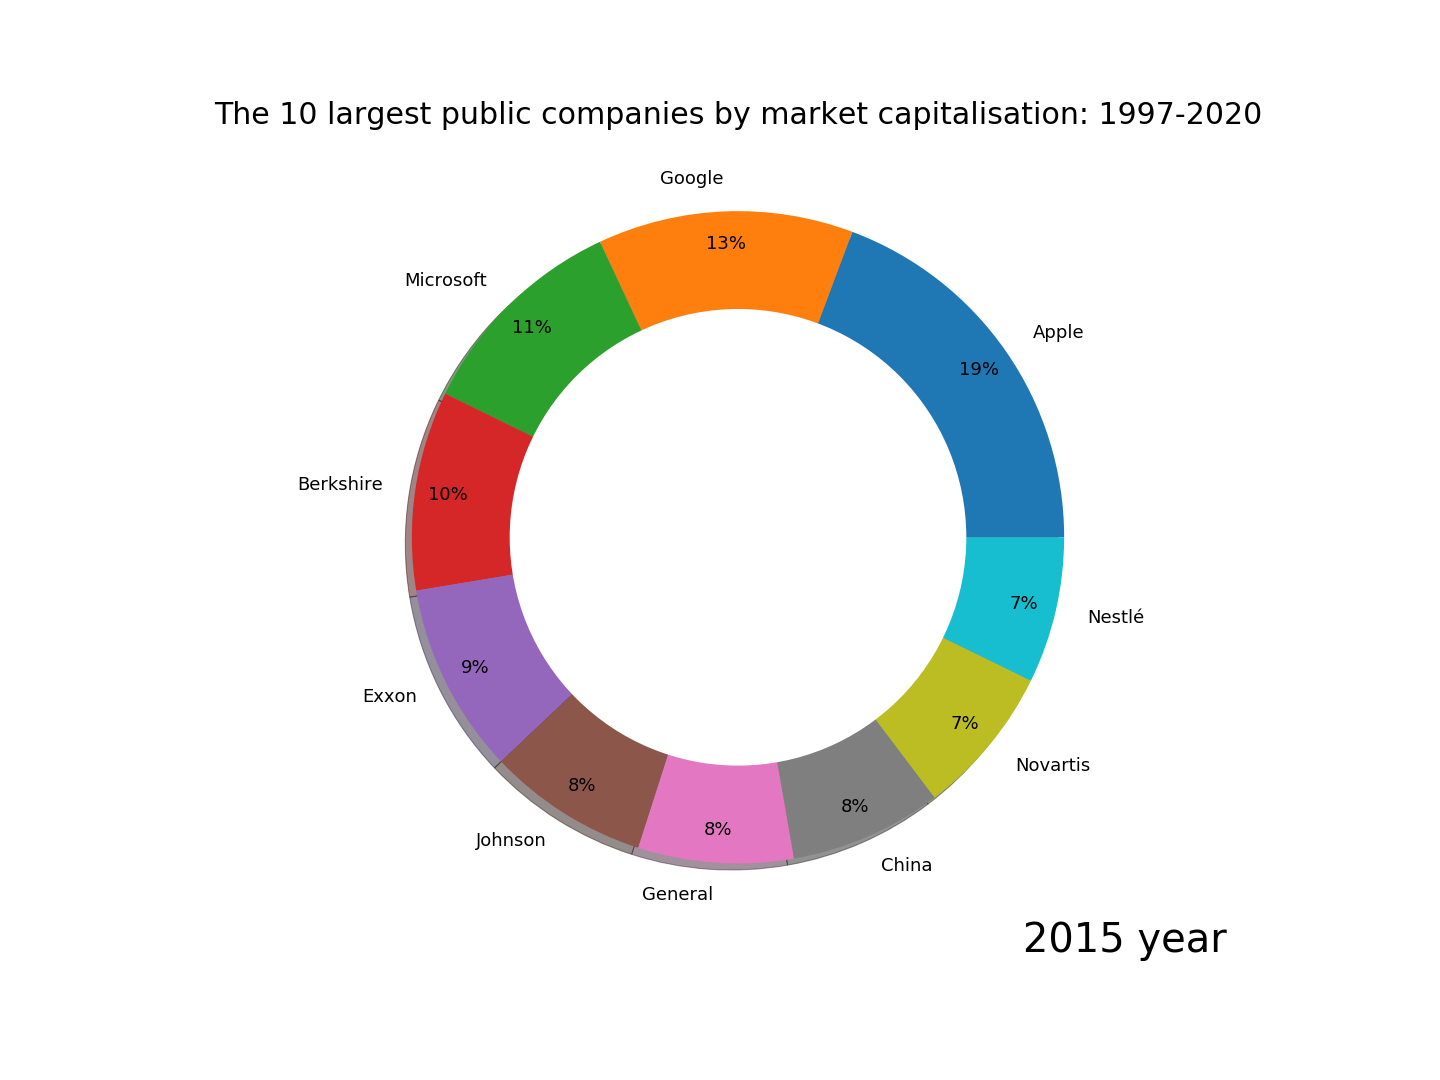 The 10 largest public companies by market capitalisation: 1997-2020
Google
13%
Microsoft
11%
Apple
19%
Berkshire
10%
Nestlé
7%
Exxon
9%
Novartis
7%
Johnson
8%
General
8%
China
8%
2015 year